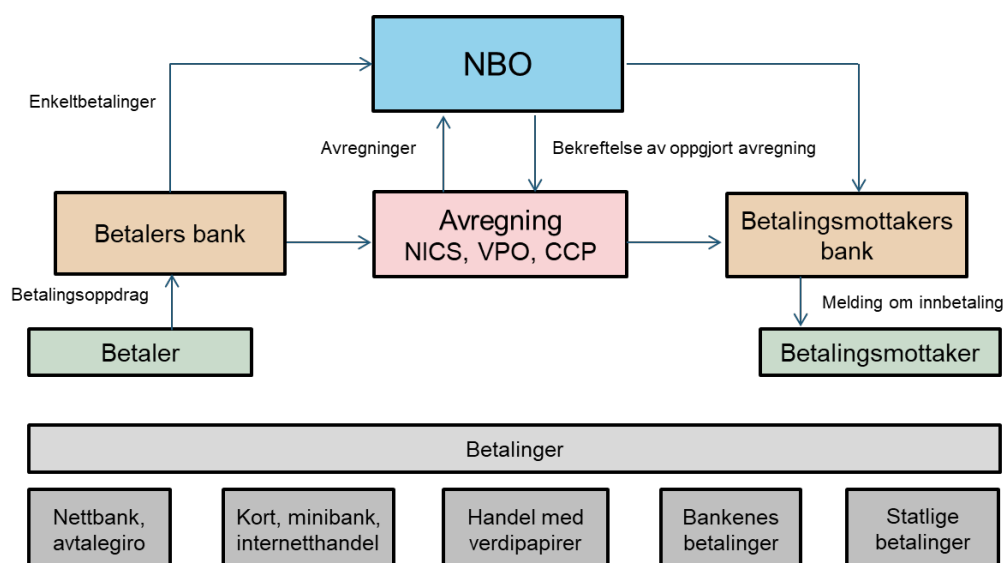 NBO
Enkeltbetalinger
Avregninger
Bekreftelse av oppgjort avregning
Betalers bank
Avregning
NICS, VPO, CCP
Betalingsmottakers
bank
Betalingsoppdrag
Melding om innbetaling
Betaler
Betalingsmottaker
Betalinger
Nettbank,
avtalegiro
Kort, minibank,
internetthandel
Handel med
verdipapirer
Bankenes
betalinger
Statlige
betalinger